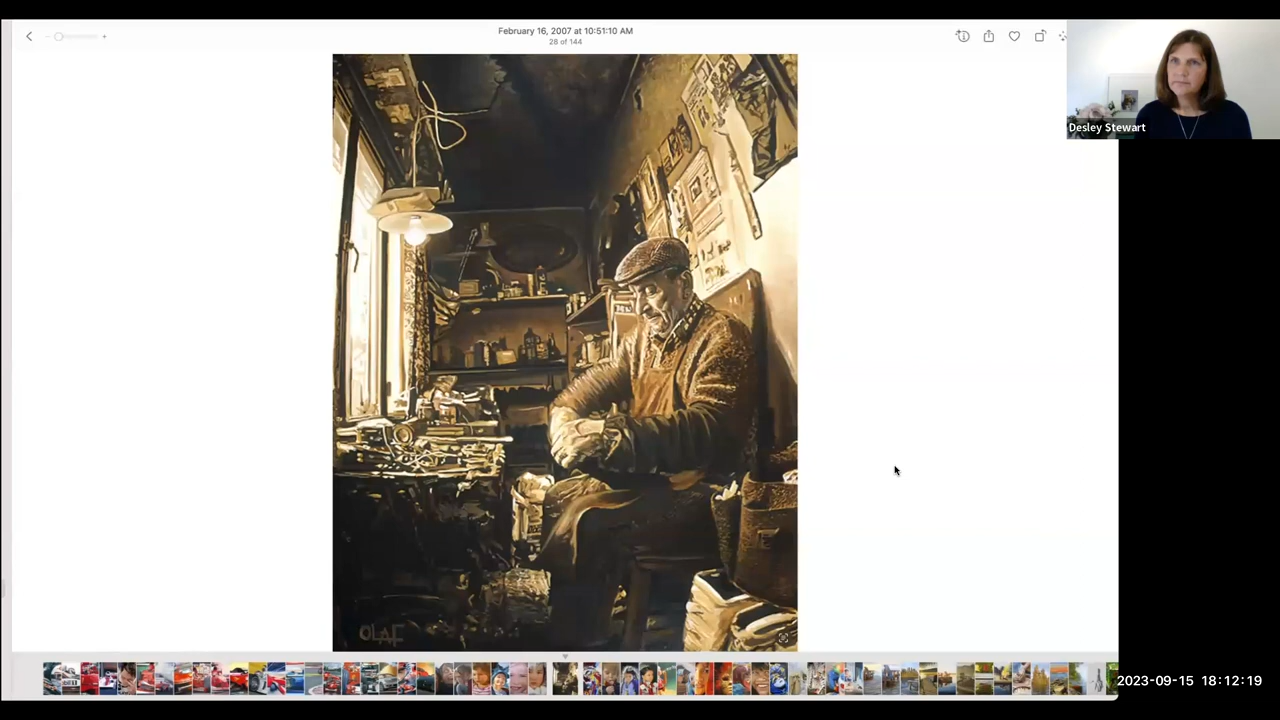 February 16, 2007 at 10:51:10 AM
28 of 144
Desley Stewart
OLAF
2023-09-15 18:12:19